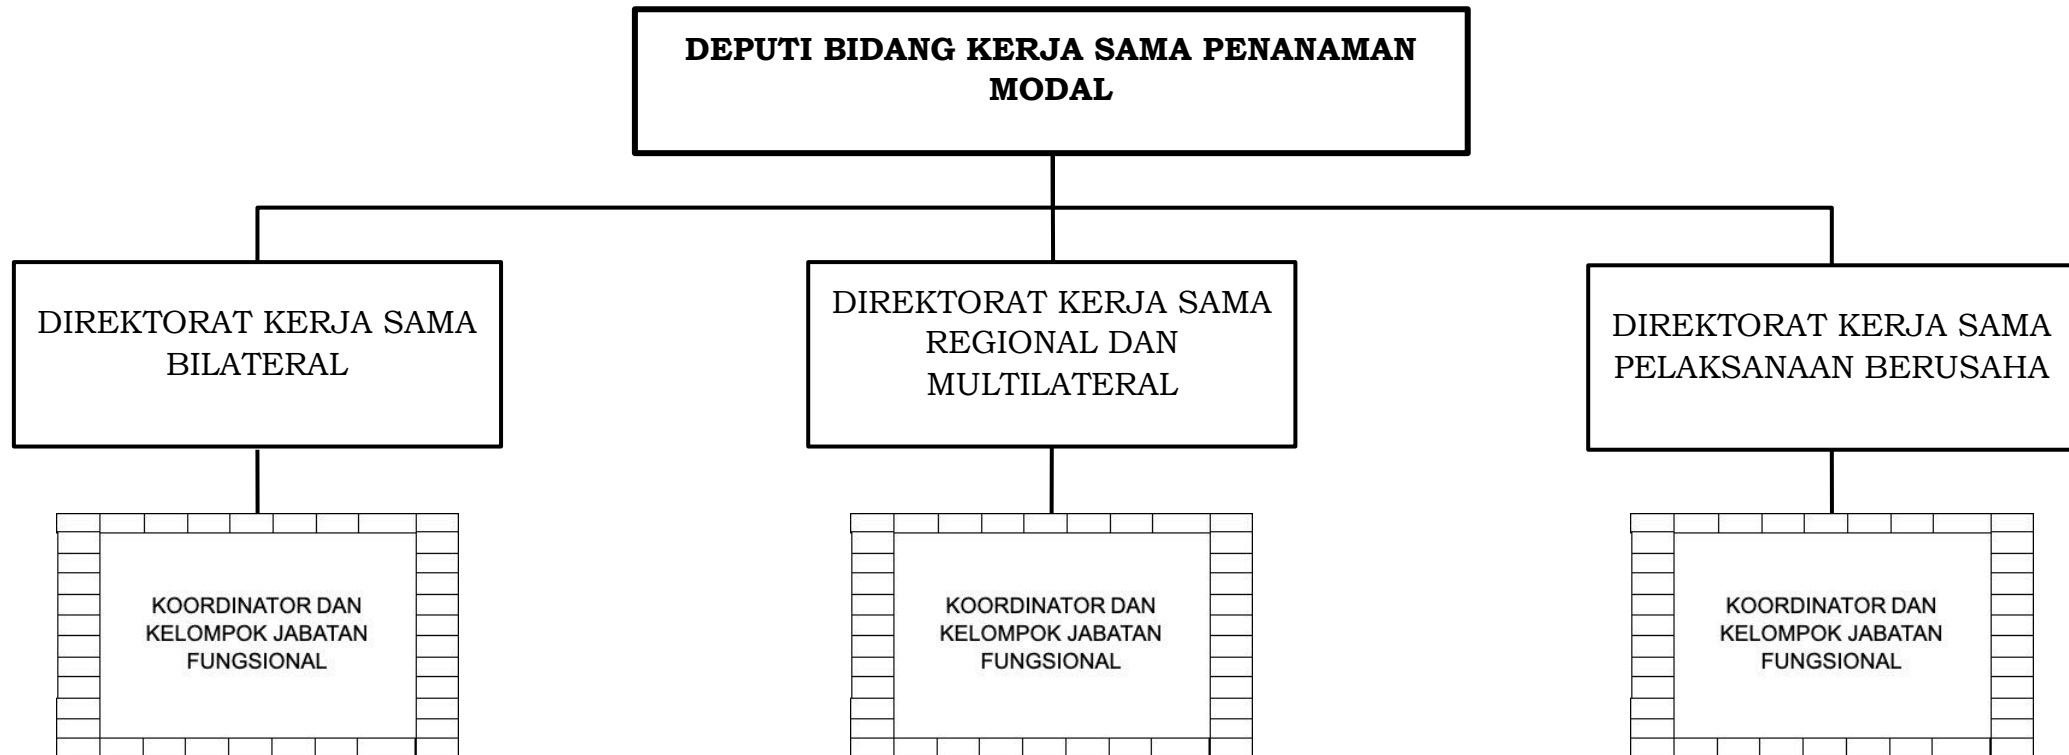 DEPUTI BIDANG KERJA SAMA PENANAMAN
MODAL
DIREKTORAT KERJA SAMA
BILATERAL
DIREKTORAT KERJA SAMA
REGIONAL DAN
MULTILATERAL
DIREKTORAT KERJA SAMA
PELAKSANAAN BERUSAHA
KOORDINATOR DAN
KELOMPOK JABATAN
FUNGSIONAL
KOORDINATOR DAN
KELOMPOK JABATAN
FUNGSIONAL
KOORDINATOR DAN
KELOMPOK JABATAN
FUNGSIONAL